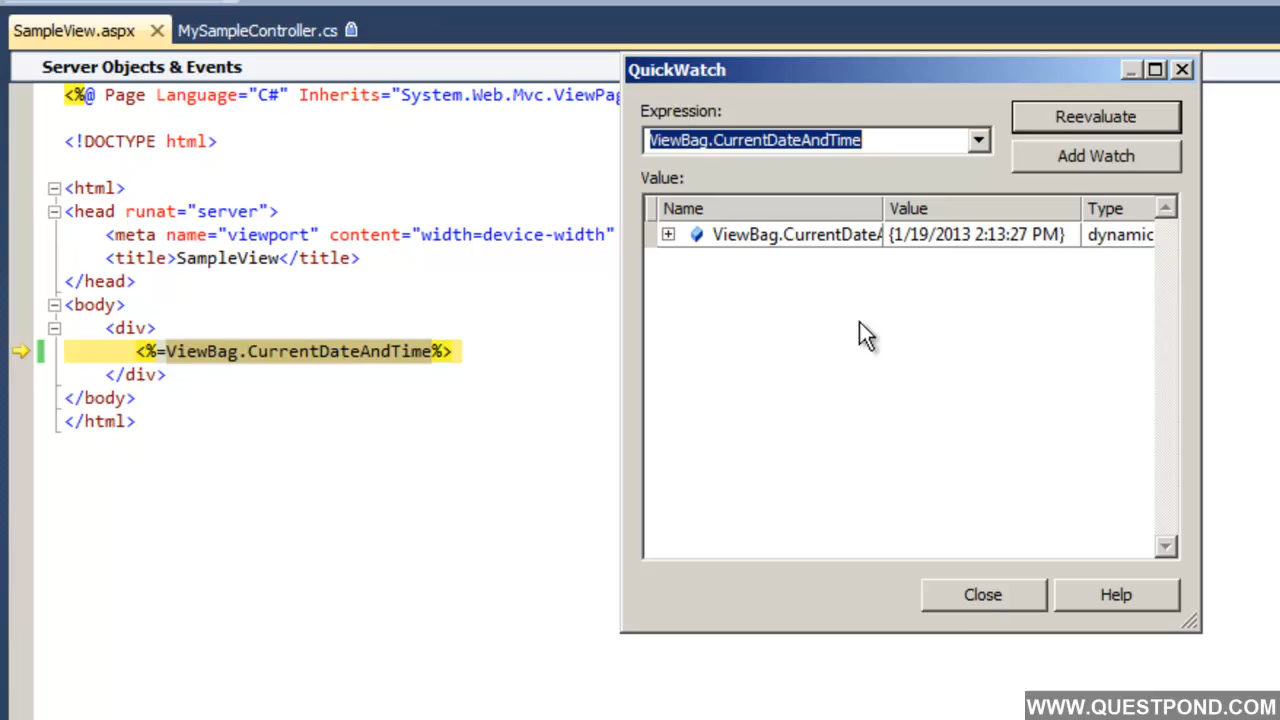 SampleView.aspx
MySampleController.cs
Server Objects & Events
<%@ Page Language="C#" Inherits="System.Web.Mvc.ViewPag
<!DOCTYPE html>
<html>
<head runat="server">
<meta name="viewport" content="width=device-width"
<title>SampleView</title>
</head>
<body>
<div>
<%=ViewBag.CurrentDateAndTime%>
</div>
</body>
</html>
QuickWatch
Expression:
Reevaluate
ViewBag.CurrentDateAndTime
Add Watch
Value:
Name Value Type
ViewBag.CurrentDateA {1/19/2013 2:13:27 PM} dynamic
Close Help
WWW.QUESTPOND.COM